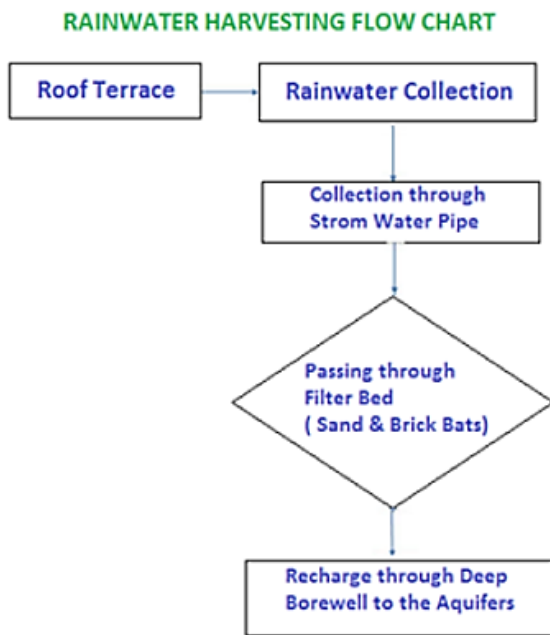 RAINWATER HARVESTING FLOW CHART
Roof Terrace
Rainwater Collection
Collection through
Strom Water Pipe
Passing through
Filter Bed
( Sand & Brick Bats)
Recharge through Deep
Borewell to the Aquifers